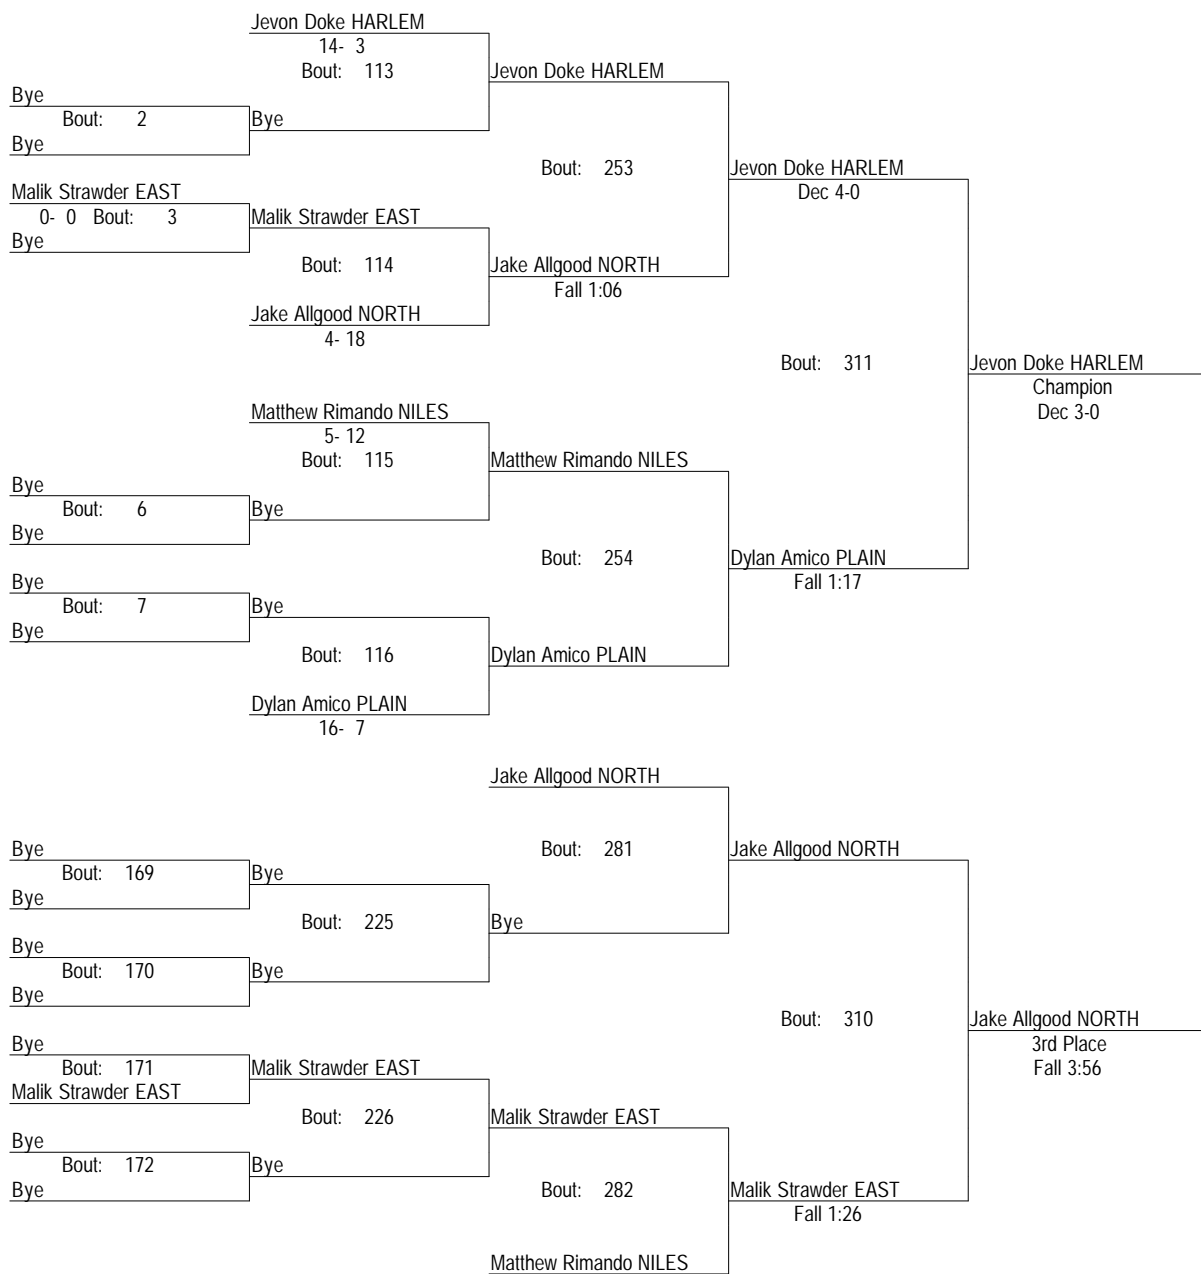 Jevon Doke HARLEM
14- 3
Bout: 113
Jevon Doke HARLEM
Bye
Bout: 2
Bye
Bye
Bout: 253
Jevon Doke HARLEM
Dec 4-0
Malik Strawder EAST
0- 0 Bout: 3
Malik Strawder EAST
Bye
Bout: 114
Jake Allgood NORTH
Fall 1:06
Jake Allgood NORTH
4- 18
Bout: 311
Jevon Doke HARLEM
Champion
Dec 3-0
Matthew Rimando NILES
5- 12
Bout: 115
Matthew Rimando NILES
Bye
Bout: 6
Bye
Bye
Bout: 254
Dylan Amico PLAIN
Fall 1:17
Bye
Bout: 7
Bye
Bye
Bout: 116
Dylan Amico PLAIN
Dylan Amico PLAIN
16- 7
Jake Allgood NORTH
Bout: 281
Jake Allgood NORTH
Bye
Bout: 169
Bye
Bye
Bout: 225
Bye
Bye
Bout: 170
Bye
Bye
Bout: 310
Jake Allgood NORTH
3rd Place
Fall 3:56
Bye
Bout: 171
Malik Strawder EAST
Malik Strawder EAST
Bout: 226
Malik Strawder EAST
Bye
Bout: 172
Bye
Bye
Bout: 282
Malik Strawder EAST
Fall 1:26
Matthew Rimando NILES